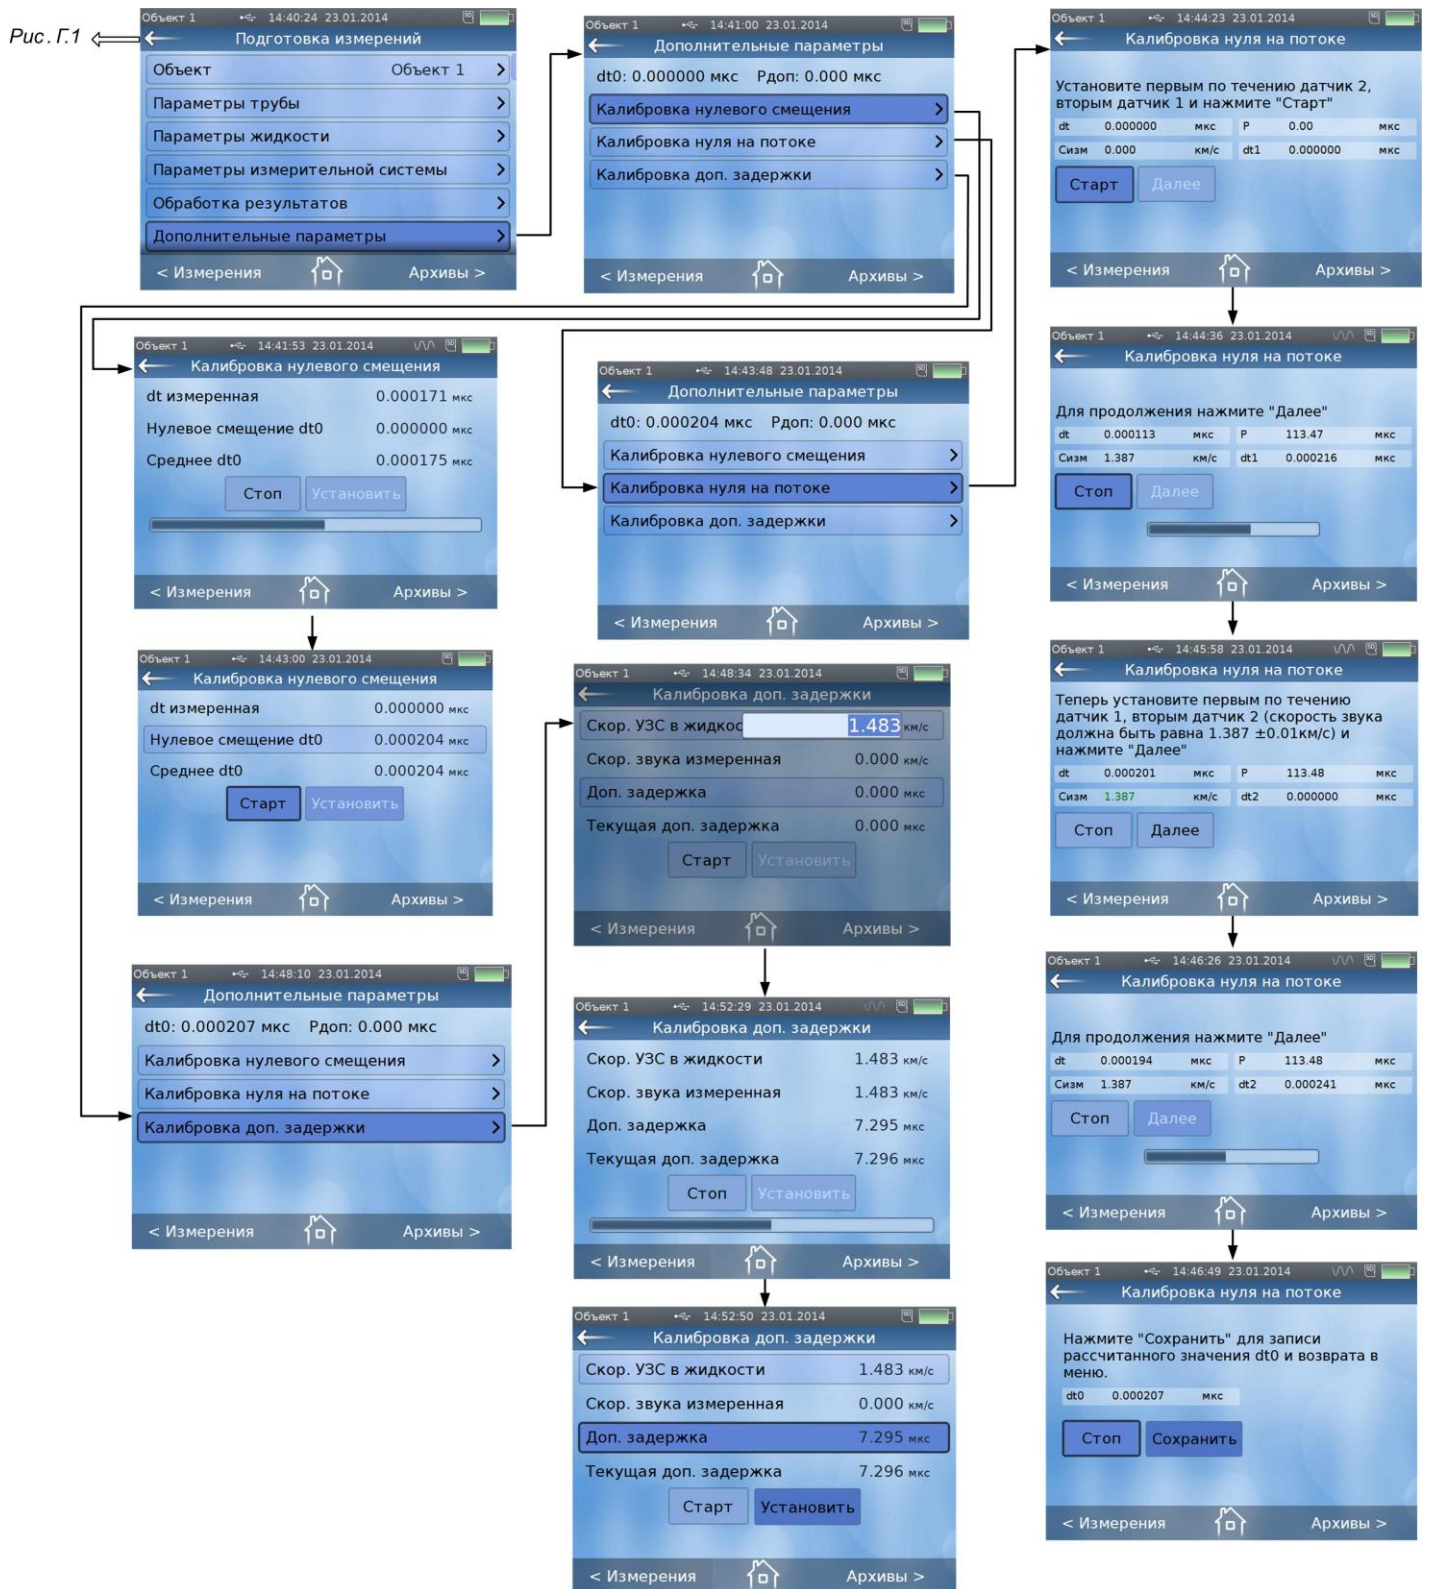 Рис. Г.1
Объект 1 14:40:24 23.01.2014
Подготовка измерений
Объект Объект 1 >
Параметры трубы >
Параметры жидкости >
Параметры измерительной системы >
Обработка результатов >
Дополнительные параметры >
< Измерения Архивы >
Объект 1 14:41:00 23.01.2014
Дополнительные параметры
dt0: 0.000000 мкс Pдоп: 0.000 мкс
Калибровка нулевого смещения >
Калибровка нуля на потоке >
Калибровка доп. задержки >
< Измерения Архивы >
Объект 1 14:44:23 23.01.2014
Калибровка нуля на потоке
Установите первым по течению датчик 2,
вторым датчик 1 и нажмите "Старт"
dt 0.000000 мкс P 0.00 мкс
Сизм 0.000 км/с dt1 0.000000 мкс
Старт Далее
< Измерения Архивы >
Объект 1 14:41:53 23.01.2014
Калибровка нулевого смещения
dt измеренная 0.000171 мкс
Нулевое смещение dt0 0.000000 мкс
Среднее dt0 0.000175 мкс
Стоп Установить
< Измерения Архивы >
Объект 1 14:43:48 23.01.2014
Дополнительные параметры
dt0: 0.000204 мкс Pдоп: 0.000 мкс
Калибровка нулевого смещения >
Калибровка нуля на потоке >
Калибровка доп. задержки >
< Измерения Архивы >
Объект 1 14:44:36 23.01.2014
Калибровка нуля на потоке
Для продолжения нажмите "Далее"
dt 0.000113 мкс P 113.47 мкс
Сизм 1.387 км/с dt1 0.000216 мкс
Стоп Далее
< Измерения Архивы >
Объект 1 14:43:00 23.01.2014
Калибровка нулевого смещения
dt измеренная 0.000000 мкс
Нулевое смещение dt0 0.000204 мкс
Среднее dt0 0.000204 мкс
Старт Установить
< Измерения Архивы >
Объект 1 14:48:34 23.01.2014
Калибровка доп. задержки
Скор. УЗС в жидкос 1.483 км/с
Скор. звука измеренная 0.000 км/с
Доп. задержка 0.000 мкс
Текущая доп. задержка 0.000 мкс
Старт Установить
< Измерения Архивы >
Объект 1 14:45:58 23.01.2014
Калибровка нуля на потоке
Теперь установите первым по течению
датчик 1, вторым датчик 2 (скорость звука
должна быть равна 1.387 ±0.01км/с) и
нажмите "Далее"
dt 0.000201 мкс P 113.48 мкс
Сизм 1.387 км/с dt2 0.000000 мкс
Стоп Далее
< Измерения Архивы >
Объект 1 14:48:10 23.01.2014
Дополнительные параметры
dt0: 0.000207 мкс Pдоп: 0.000 мкс
Калибровка нулевого смещения >
Калибровка нуля на потоке >
Калибровка доп. задержки >
< Измерения Архивы >
Объект 1 14:52:29 23.01.2014
Калибровка доп. задержки
Скор. УЗС в жидкости 1.483 км/с
Скор. звука измеренная 1.483 км/с
Доп. задержка 7.295 мкс
Текущая доп. задержка 7.296 мкс
Стоп Установить
< Измерения Архивы >
Объект 1 14:46:26 23.01.2014
Калибровка нуля на потоке
Для продолжения нажмите "Далее"
dt 0.000194 мкс P 113.48 мкс
Сизм 1.387 км/с dt2 0.000241 мкс
Стоп Далее
< Измерения Архивы >
Объект 1 14:52:50 23.01.2014
Калибровка доп. задержки
Скор. УЗС в жидкости 1.483 км/с
Скор. звука измеренная 0.000 км/с
Доп. задержка 7.295 мкс
Текущая доп. задержка 7.296 мкс
Старт Установить
< Измерения Архивы >
Объект 1 14:46:49 23.01.2014
Калибровка нуля на потоке
Нажмите "Сохранить" для записи
рассчитанного значения dt0 и возврата в
меню.
dt0 0.000207 мкс
Стоп Сохранить
< Измерения Архивы >